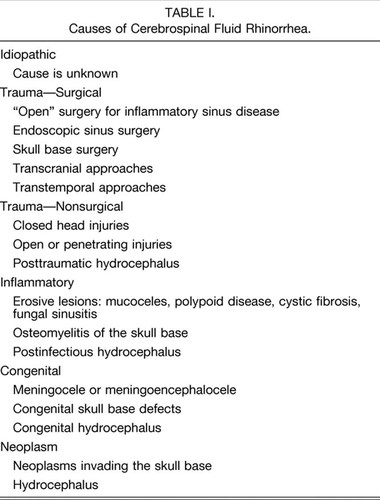 TABLE I.
Causes of Cerebrospinal Fluid Rhinorrhea.
Idiopathic
Cause is unknown
Trauma—Surgical
“Open” surgery for inflammatory sinus disease
Endoscopic sinus surgery
Skull base surgery
Transcranial approaches
Transtemporal approaches
Trauma—Nonsurgical
Closed head injuries
Open or penetrating injuries
Posttraumatic hydrocephalus
Inflammatory
Erosive lesions: mucoceles, polypoid disease, cystic fibrosis,
fungal sinusitis
Osteomyelitis of the skull base
Postinfectious hydrocephalus
Congenital
Meningocele or meningoencephalocele
Congenital skull base defects
Congenital hydrocephalus
Neoplasm
Neoplasms invading the skull base
Hydrocephalus